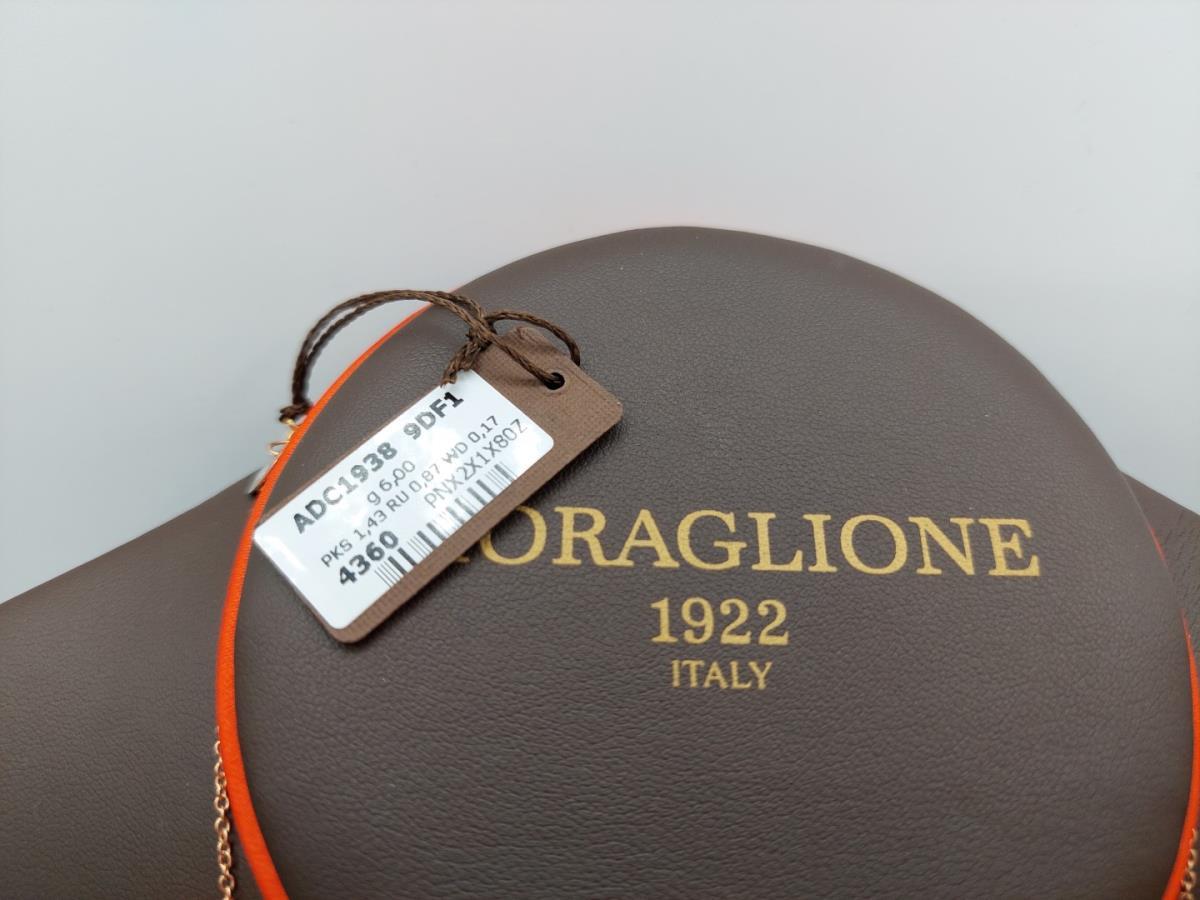 ADC1938 9DF1
g 6,00
PKS 1,43 RU 0,87 WD 0,17
PNX2X1X80Z
4360
ORAGLIONE
1922
ITALY